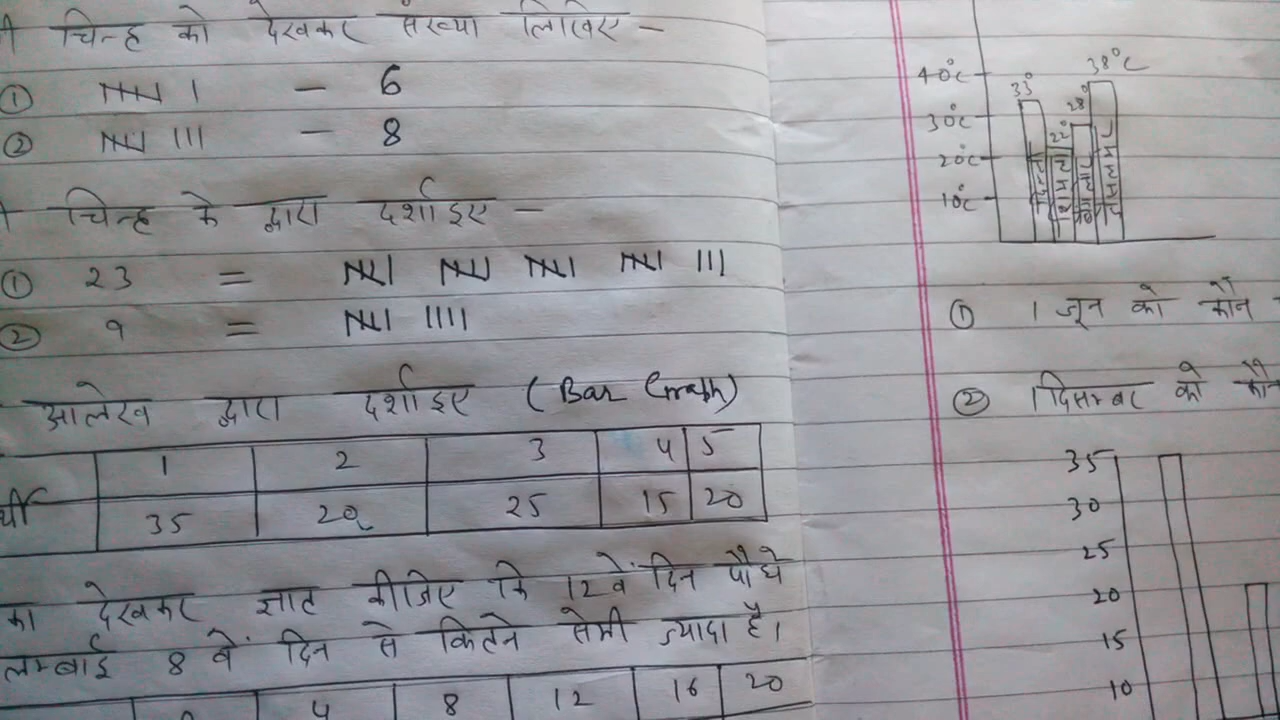 चिन्ह को देखकर संख्या लिखिए -
① 𝍸 | - 6
② 𝍸 ||| - 8
चिन्ह के द्वारा दर्शाइए -
① 23 = 𝍸 𝍸 𝍸 𝍸 |||
② 9 = 𝍸 ||||
आलेख द्वारा दर्शाइए (Bar Graph)
1 2 3 4 5
र्थी 35 20 25 15 20
का देखकर ज्ञात कीजिए कि 12 वें दिन पौधे
लम्बाई 8 वें दिन से कितने सेमी ज्यादा है।
4 8 12 16 20
38°C
40°C 33°
28°
30°C
22°
20°C
10°C
① 1 जून को कौन
② 1 दिसम्बर को कौ
35
30
25
20
15
10